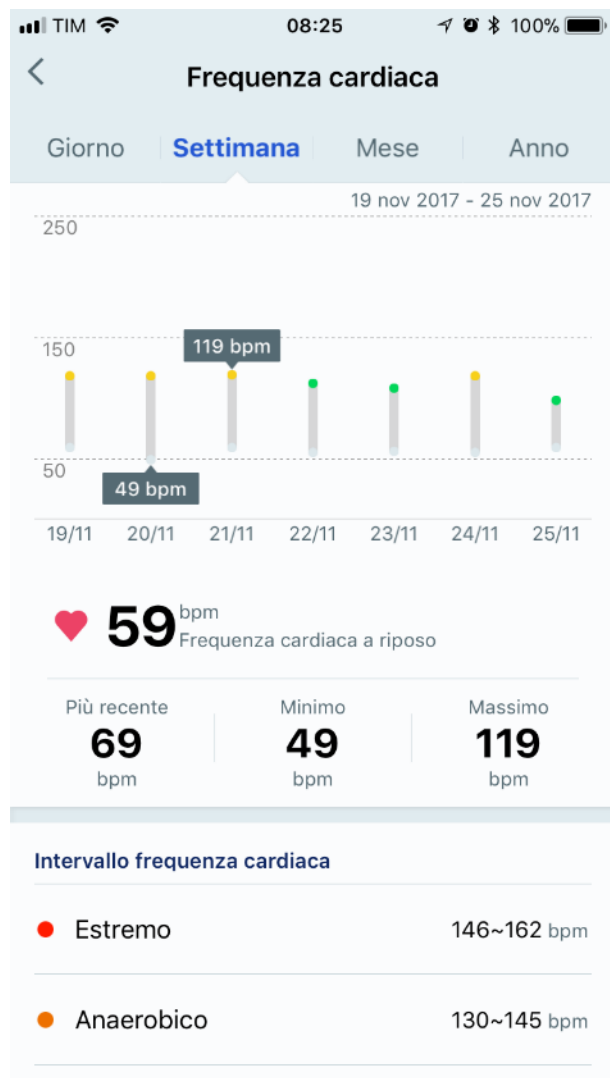 TIM 08:25 100%
Frequenza cardiaca
Giorno Settimana Mese Anno
19 nov 2017 - 25 nov 2017
250
150
119 bpm
50
49 bpm
19/11 20/11 21/11 22/11 23/11 24/11 25/11
59 bpm
Frequenza cardiaca a riposo
Più recente Minimo Massimo
69 49 119
bpm bpm bpm
Intervallo frequenza cardiaca
Estremo 146~162 bpm
Anaerobico 130~145 bpm